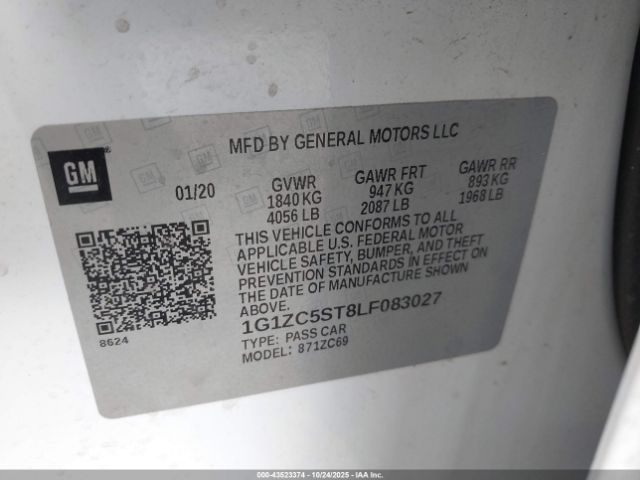 MFD BY GENERAL MOTORS LLC
GM
01/20
GVWR
1840 KG
4056 LB
GAWR FRT
947 KG
2087 LB
GAWR RR
893 KG
1968 LB
THIS VEHICLE CONFORMS TO ALL
APPLICABLE U.S. FEDERAL MOTOR
VEHICLE SAFETY, BUMPER, AND THEFT
PREVENTION STANDARDS IN EFFECT ON
THE DATE OF MANUFACTURE SHOWN
ABOVE.
1G1ZC5ST8LF083027
TYPE: PASS CAR
MODEL: 871ZC69
8624
000-43523374 • 10/24/2025 • IAAI.COM